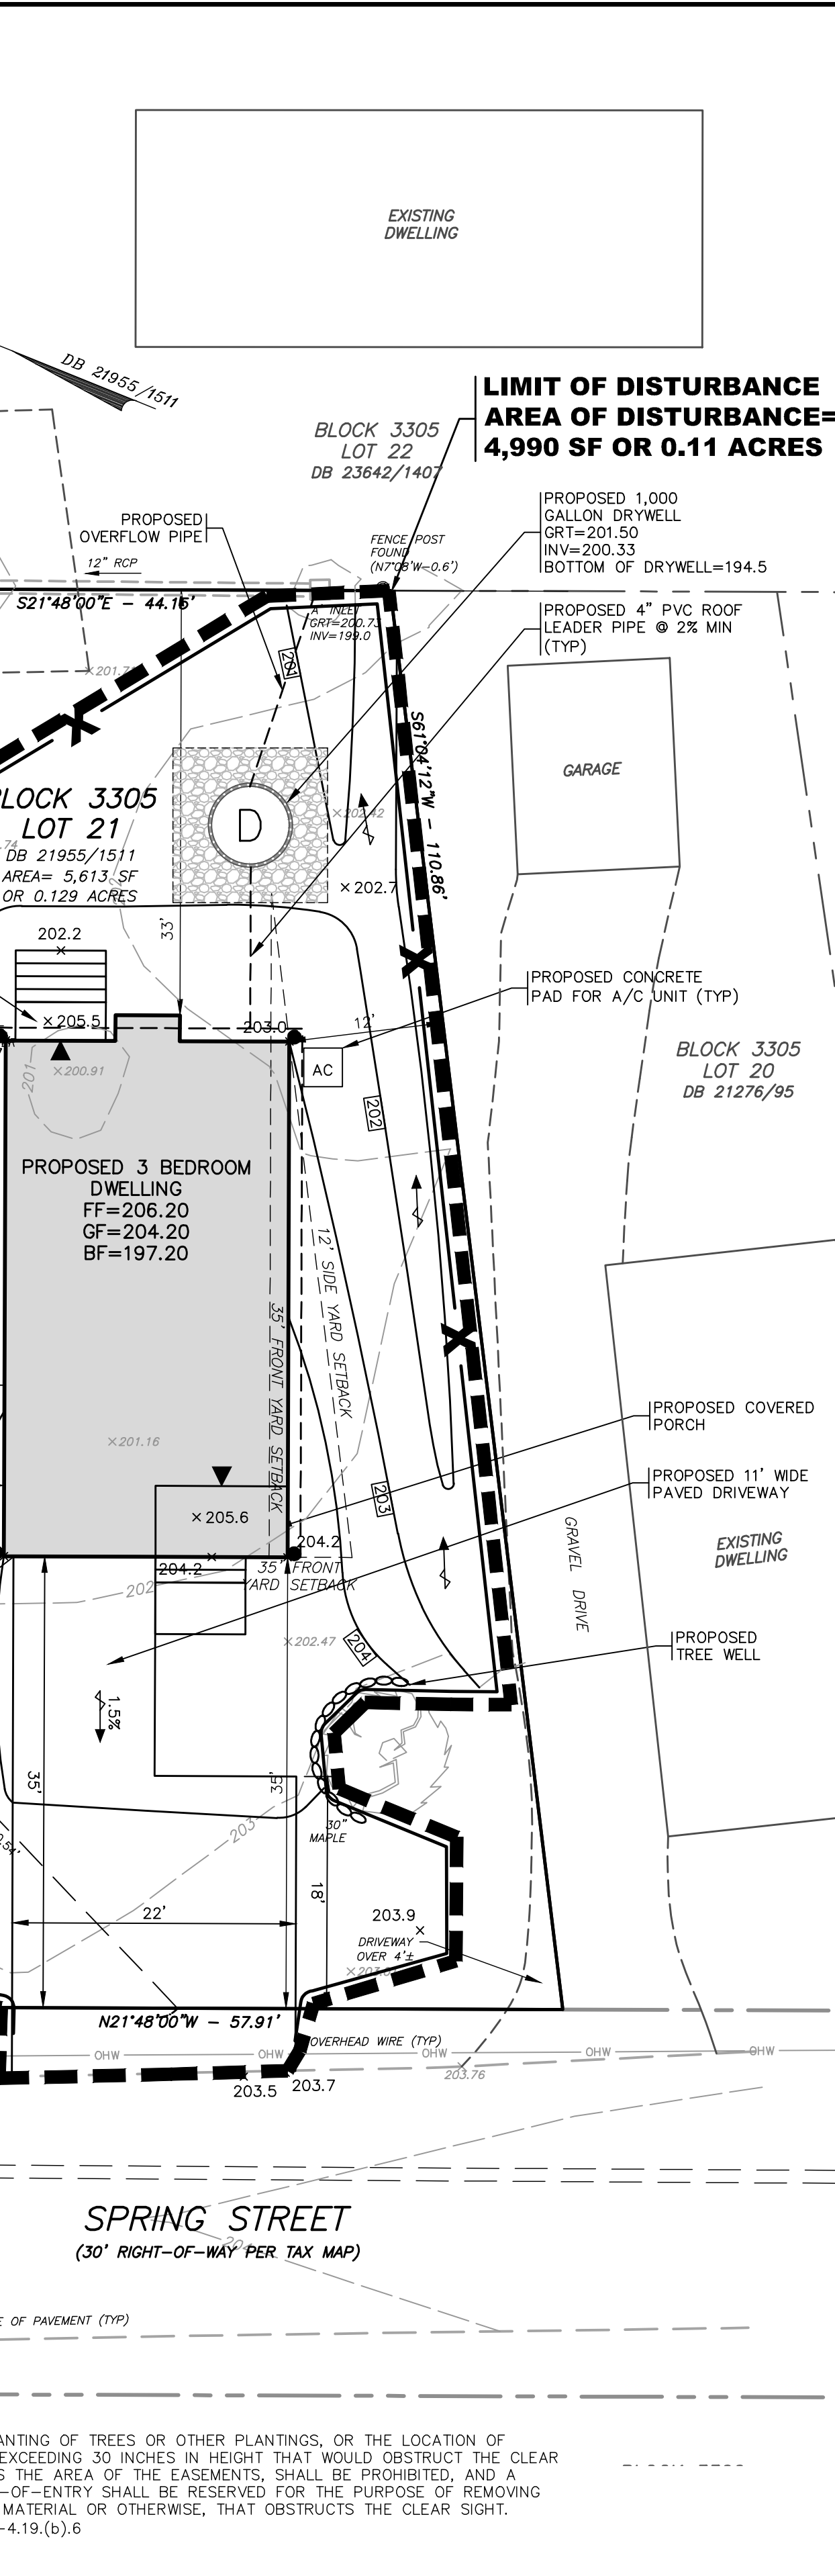 EXISTING
DWELLING
DB 21955/1511
LIMIT OF DISTURBANCE
AREA OF DISTURBANCE=
4,990 SF OR 0.11 ACRES
BLOCK 3305
LOT 22
DB 23642/1407
PROPOSED 1,000
GALLON DRYWELL
GRT=201.50
INV=200.33
BOTTOM OF DRYWELL=194.5
PROPOSED
OVERFLOW PIPE
FENCE POST
FOUND
(N7°08'W-0.6')
12" RCP
S21°48'00"E - 44.15'
'A' INLET
GRT=200.73
INV=199.0
PROPOSED 4" PVC ROOF
LEADER PIPE @ 2% MIN
(TYP)
201
S61°04'12"W - 110.86'
GARAGE
LOCK 3305
LOT 21
DB 21955/1511
AREA= 5,613 SF
OR 0.129 ACRES
D
×202.42
×202.7
33'
202.2
×205.5
203.0
12'
PROPOSED CONCRETE
PAD FOR A/C UNIT (TYP)
AC
201
×200.91
202
BLOCK 3305
LOT 20
DB 21276/95
PROPOSED 3 BEDROOM
DWELLING
FF=206.20
GF=204.20
BF=197.20
12' SIDE YARD SETBACK
35' FRONT YARD SETBACK
×201.16
PROPOSED COVERED
PORCH
PROPOSED 11' WIDE
PAVED DRIVEWAY
203
×205.6
GRAVEL DRIVE
EXISTING
DWELLING
204.2
204.2
35' FRONT
YARD SETBACK
202
×202.47
204
PROPOSED
TREE WELL
1.5%
35'
35'
203
30"
MAPLE
18'
22'
203.9
×
DRIVEWAY
OVER 4'±
N21°48'00"W - 57.91'
OVERHEAD WIRE (TYP)
OHW
OHW
OHW
OHW
203.5
203.7
203.76
SPRING STREET
(30' RIGHT-OF-WAY PER TAX MAP)
204
E OF PAVEMENT (TYP)
ANTING OF TREES OR OTHER PLANTINGS, OR THE LOCATION OF
EXCEEDING 30 INCHES IN HEIGHT THAT WOULD OBSTRUCT THE CLEAR
S THE AREA OF THE EASEMENTS, SHALL BE PROHIBITED, AND A
-OF-ENTRY SHALL BE RESERVED FOR THE PURPOSE OF REMOVING
MATERIAL OR OTHERWISE, THAT OBSTRUCTS THE CLEAR SIGHT.
-4.19.(b).6